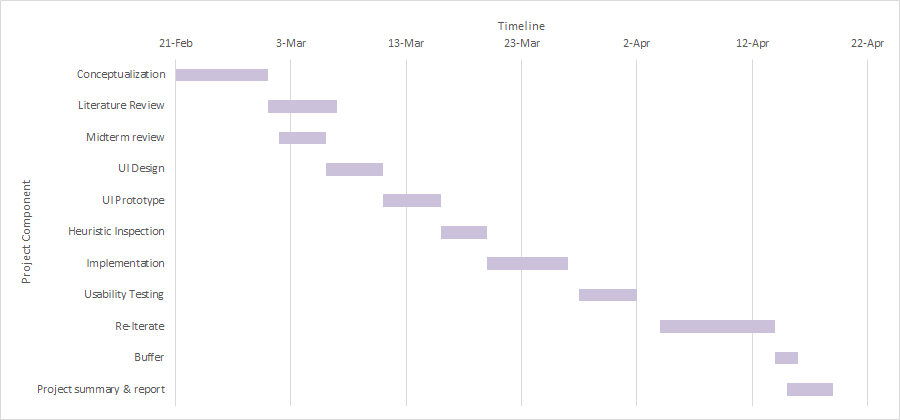 Timeline
21-Feb 3-Mar 13-Mar 23-Mar 2-Apr 12-Apr 22-Apr
Project Component
Conceptualization
Literature Review
Midterm review
UI Design
UI Prototype
Heuristic Inspection
Implementation
Usability Testing
Re-Iterate
Buffer
Project summary & report